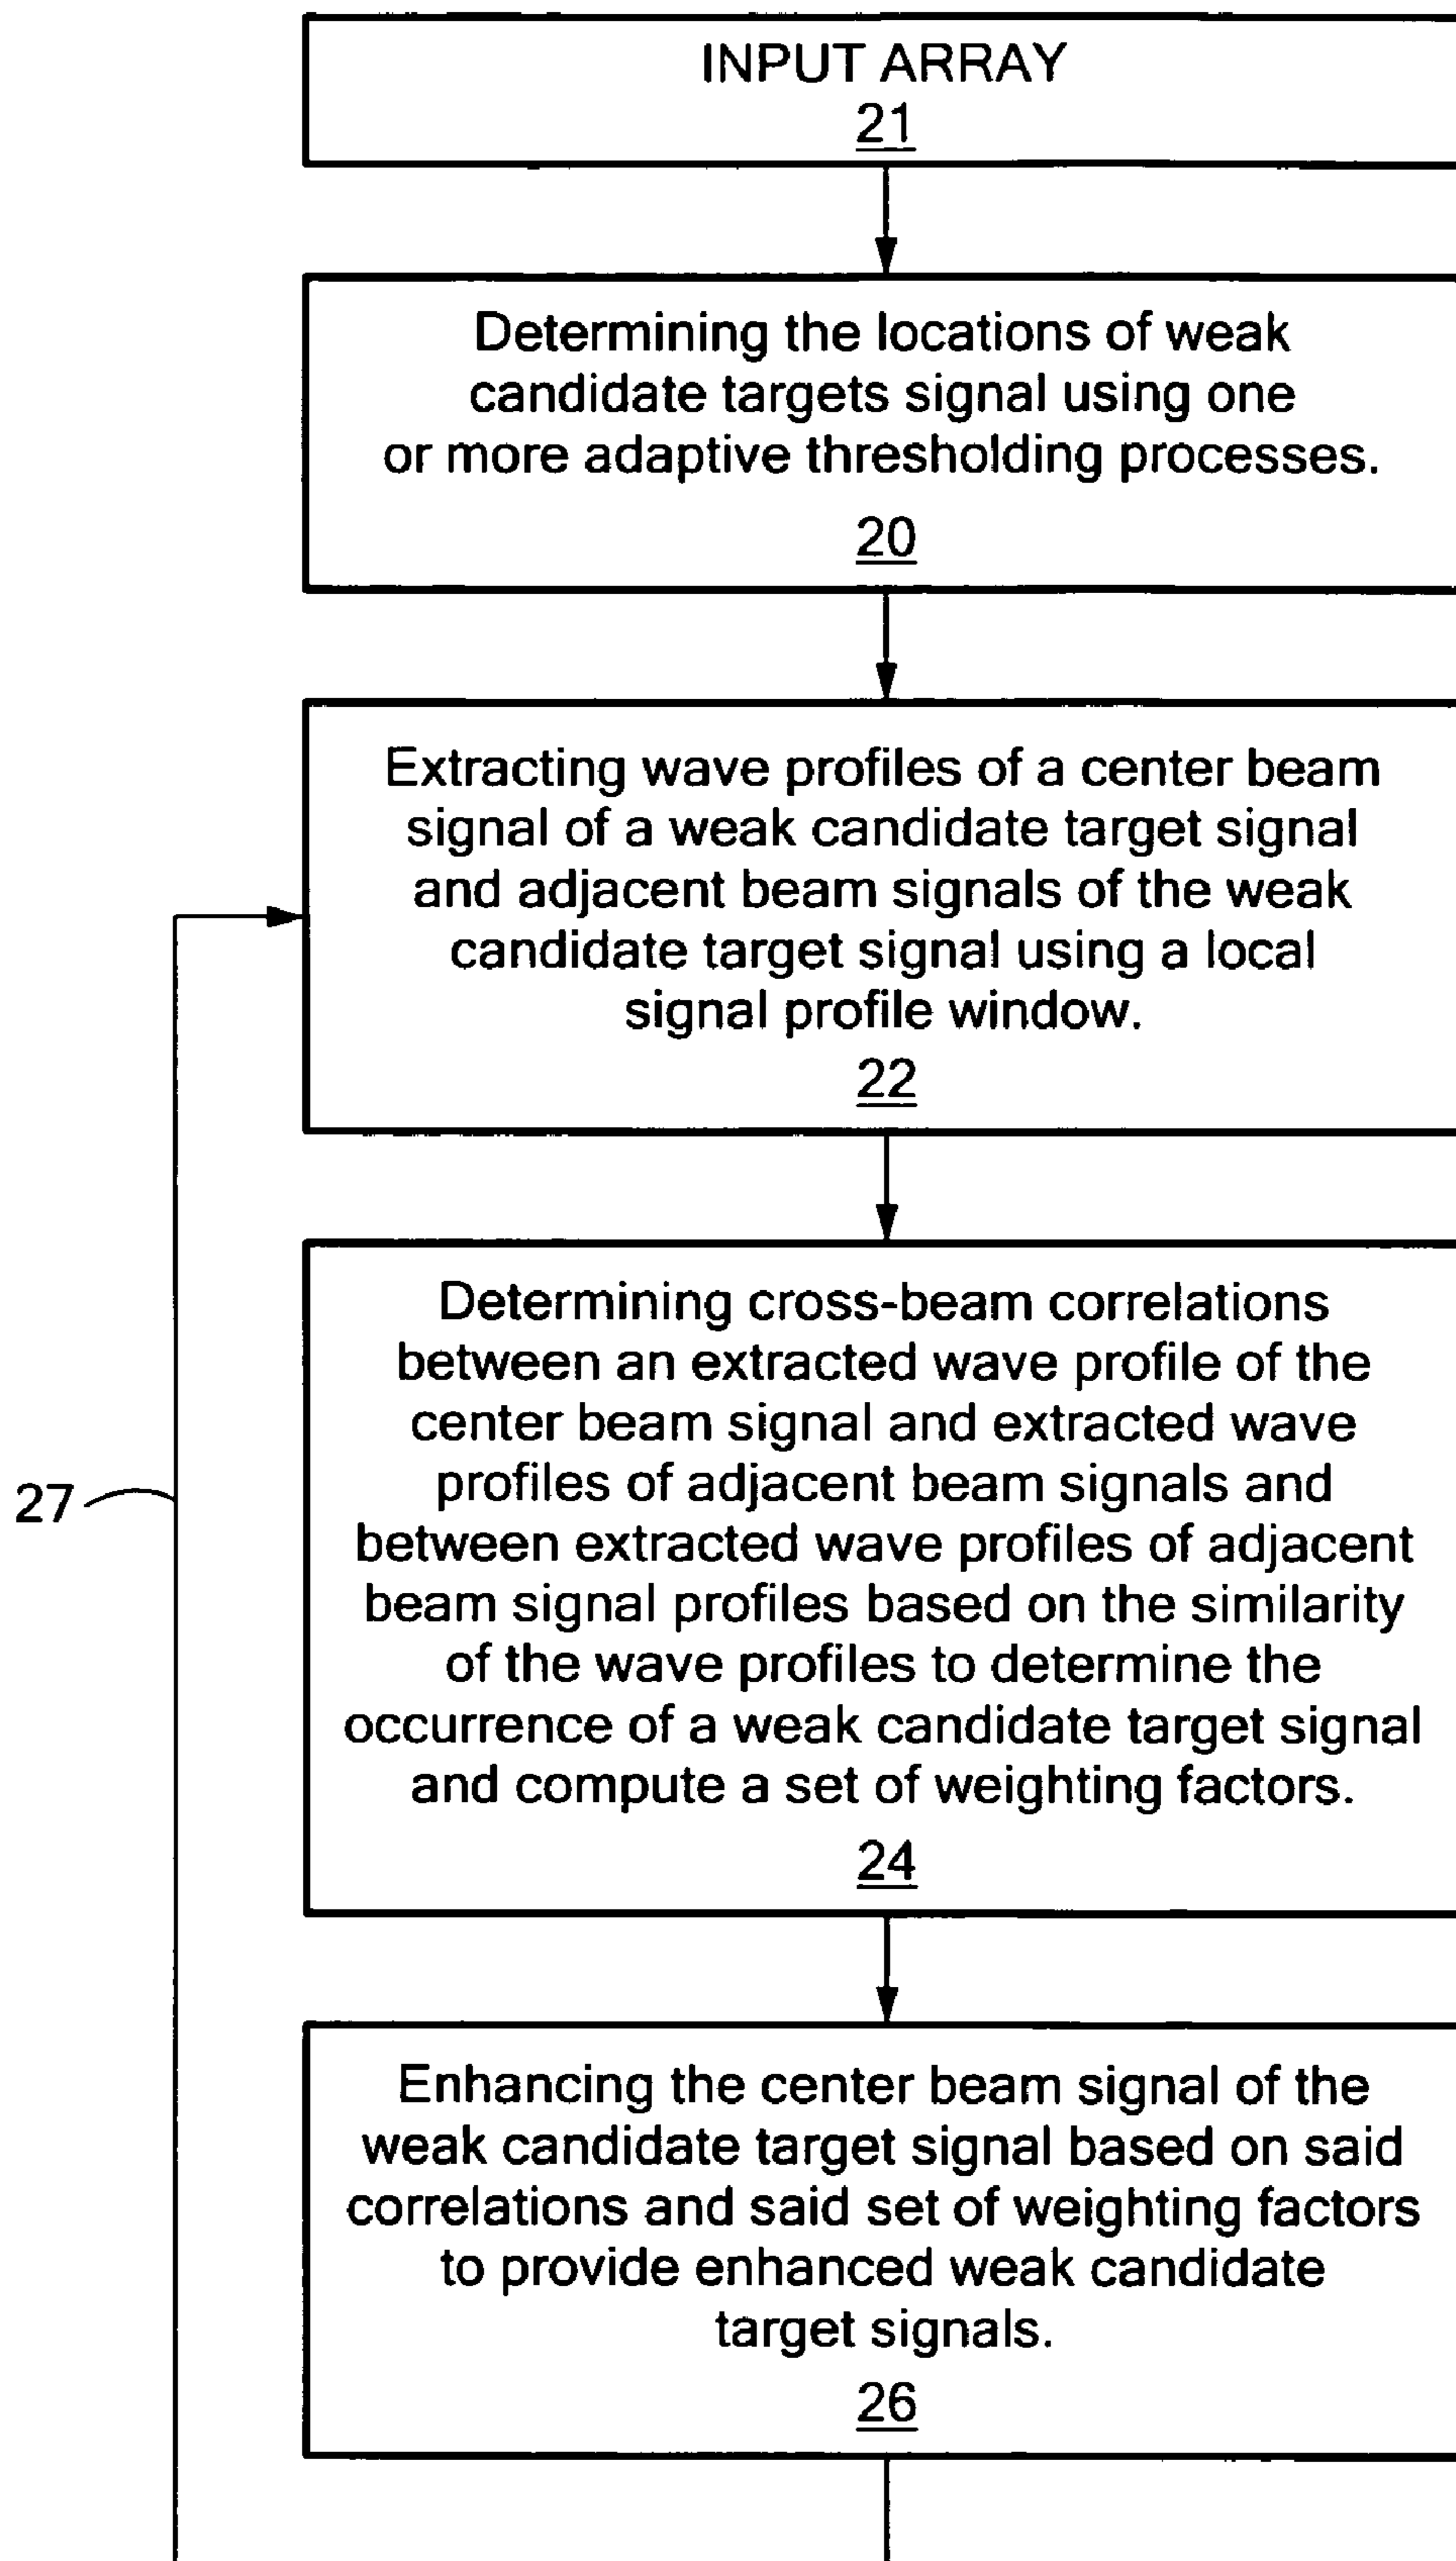 INPUT ARRAY
21
Determining the locations of weak
candidate targets signal using one
or more adaptive thresholding processes.
20
Extracting wave profiles of a center beam
signal of a weak candidate target signal
and adjacent beam signals of the weak
candidate target signal using a local
signal profile window.
22
Determining cross-beam correlations
between an extracted wave profile of the
center beam signal and extracted wave
profiles of adjacent beam signals and
between extracted wave profiles of adjacent
beam signal profiles based on the similarity
of the wave profiles to determine the
occurrence of a weak candidate target signal
and compute a set of weighting factors.
24
27
Enhancing the center beam signal of the
weak candidate target signal based on said
correlations and said set of weighting factors
to provide enhanced weak candidate
target signals.
26